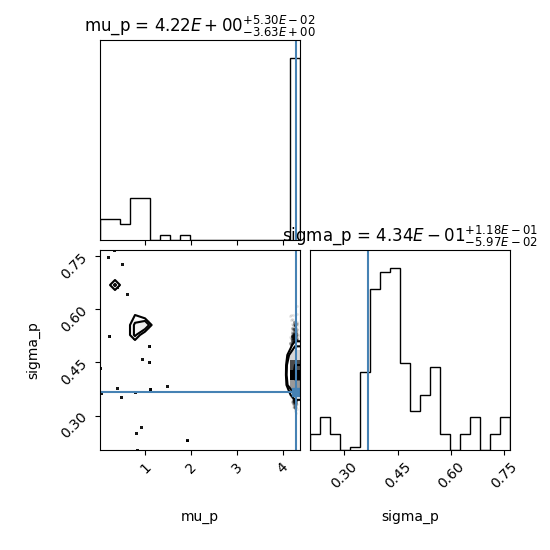 mu_p = 4.22E + 00+5.30E − 02
−3.63E + 00
sigma_p = 4.34E − 01+1.18E − 01
−5.97E − 02
0.75
0.60
0.45
0.30
sigma_p
1
2
3
4
mu_p
0.30
0.45
0.60
0.75
sigma_p